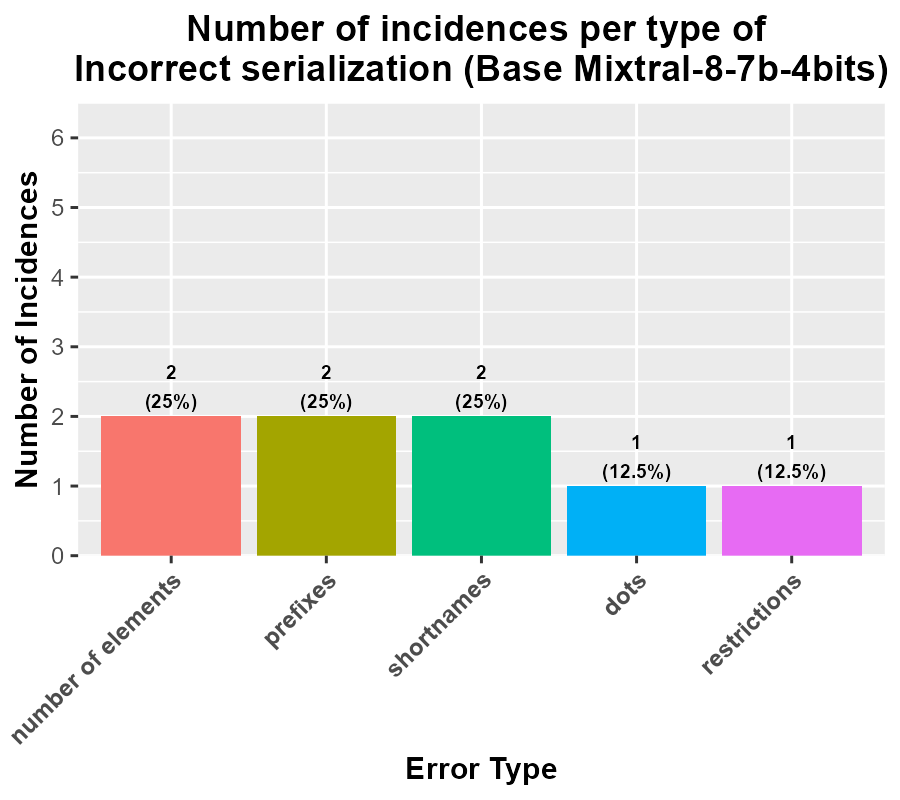 Number of incidences per type of
Incorrect serialization (Base Mixtral-8-7b-4bits)
Number of Incidences
6
5
4
3
2
1
0
2
(25%)
2
(25%)
2
(25%)
1
(12.5%)
1
(12.5%)
number of elements
prefixes
shortnames
dots
restrictions
Error Type